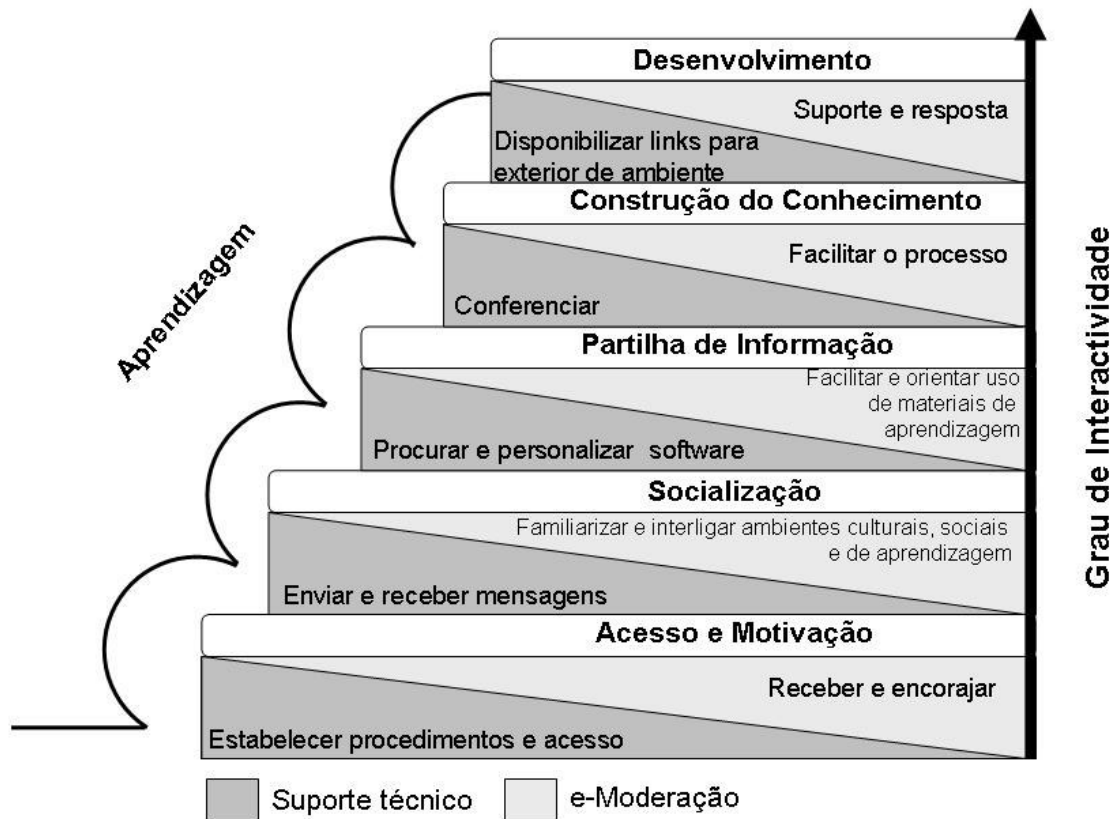 Desenvolvimento
Suporte e resposta
Disponibilizar links para
exterior de ambiente
Construção do Conhecimento
Facilitar o processo
Conferenciar
Partilha de Informação
Facilitar e orientar uso
de materiais de
aprendizagem
Procurar e personalizar software
Socialização
Familiarizar e interligar ambientes culturais, sociais
e de aprendizagem
Enviar e receber mensagens
Acesso e Motivação
Receber e encorajar
Estabelecer procedimentos e acesso
Aprendizagem
Grau de Interactividade
Suporte técnico
e-Moderação